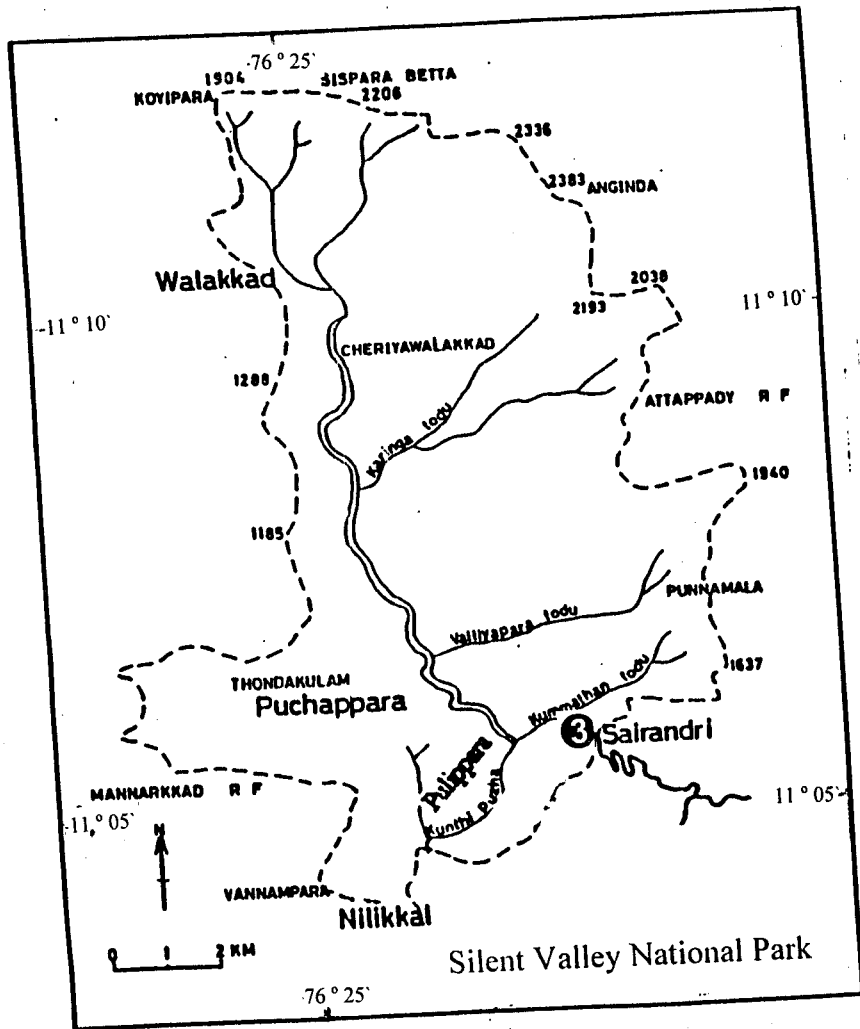 76° 25'
1904
SISPARA BETTA
KOYIPARA
2206
2336
2383
ANGINDA
Walakkad
2038
2193
11° 10'
11° 10'
CHERIYAWALAKKAD
1288
ATTAPPADY R F
Karinga todu
1940
1185
PUNNAMALA
Valliyapara todu
THONDAKULAM
1637
Puchappara
Kummathan todu
3
Sairandri
Pulippara
MANNARKKAD R F
Kunthi Puzha
11° 05'
11° 05'
N
VANNAMPARA
Nilikkal
0 1 2 KM
Silent Valley National Park
76° 25'